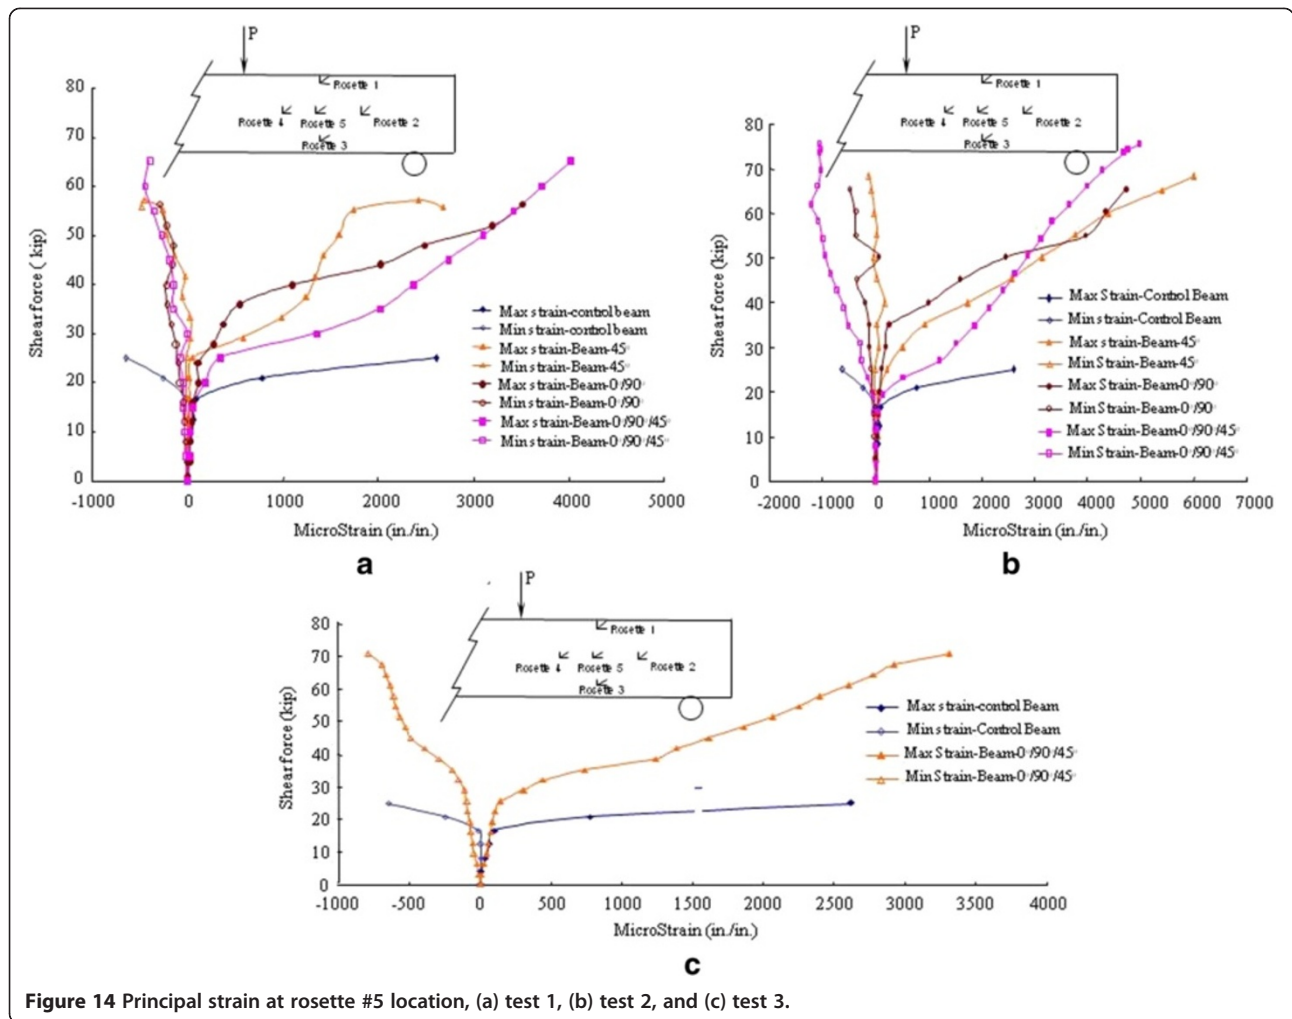 P
Rosette 1
Rosette 4 Rosette 5 Rosette 2
Rosette 3
80
70
60
50
40
30
20
10
0
Shearforce ( kip)
-1000 0 1000 2000 3000 4000 5000
MicroStrain (in./in.)
Max strain-control beam
Min strain-control beam
Max strain-Beam-45°
Min strain-Beam-45°
Max strain-Beam-0°/90°
Min strain-Beam-0°/90°
Max strain-Beam-0°/90°/45°
Min strain-Beam-0°/90°/45°
a
P
Rosette 1
Rosette 4 Rosette 5 Rosette 2
Rosette 3
80
70
60
50
40
30
20
10
0
Shearforce (kip)
-2000 -1000 0 1000 2000 3000 4000 5000 6000 7000
MicroStrain (in./in.)
Max Strain-Control Beam
Min Strain-Control Beam
Max strain-Beam-45°
Min Strain-Beam-45°
Max Strain-Beam-0°/90°
Min Strain-Beam-0°/90°
Max Strain-Beam-0°/90°/45°
Min Strain-Beam-0°/90°/45°
b
P
Rosette 1
Rosette 4 Rosette 5 Rosette 2
Rosette 3
80
70
60
50
40
30
20
10
0
Shearforce (kip)
-1000 -500 0 500 1000 1500 2000 2500 3000 3500 4000
MicroStrain (in./in.)
Max strain-control Beam
Min strain-Control Beam
Max Strain-Beam-0°/90°/45°
Min Strain-Beam-0°/90°/45°
c
Figure 14 Principal strain at rosette #5 location, (a) test 1, (b) test 2, and (c) test 3.